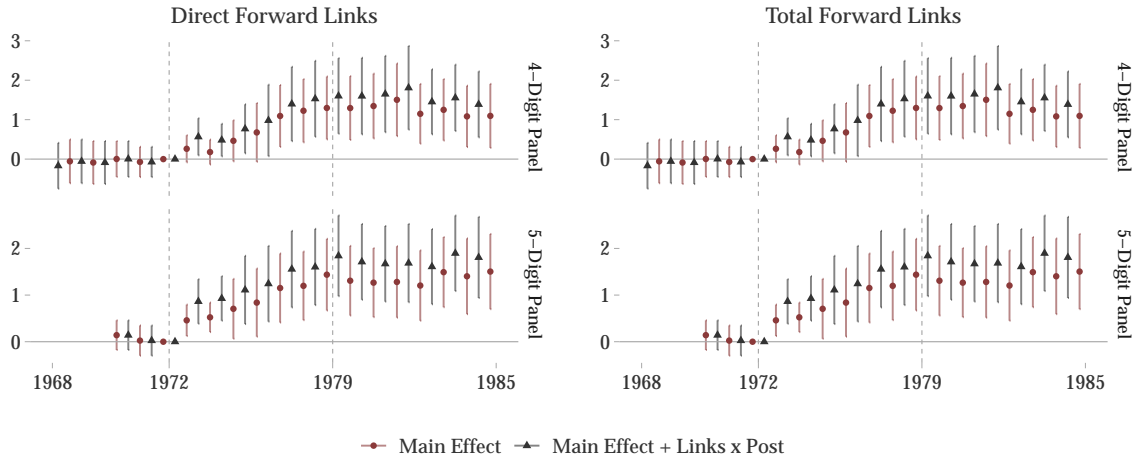 Direct Forward Links
Total Forward Links
3
2
1
0
4–Digit Panel
3
2
1
0
4–Digit Panel
2
1
0
5–Digit Panel
2
1
0
5–Digit Panel
1968 1972 1979 1985
1968 1972 1979 1985
Main Effect Main Effect + Links x Post